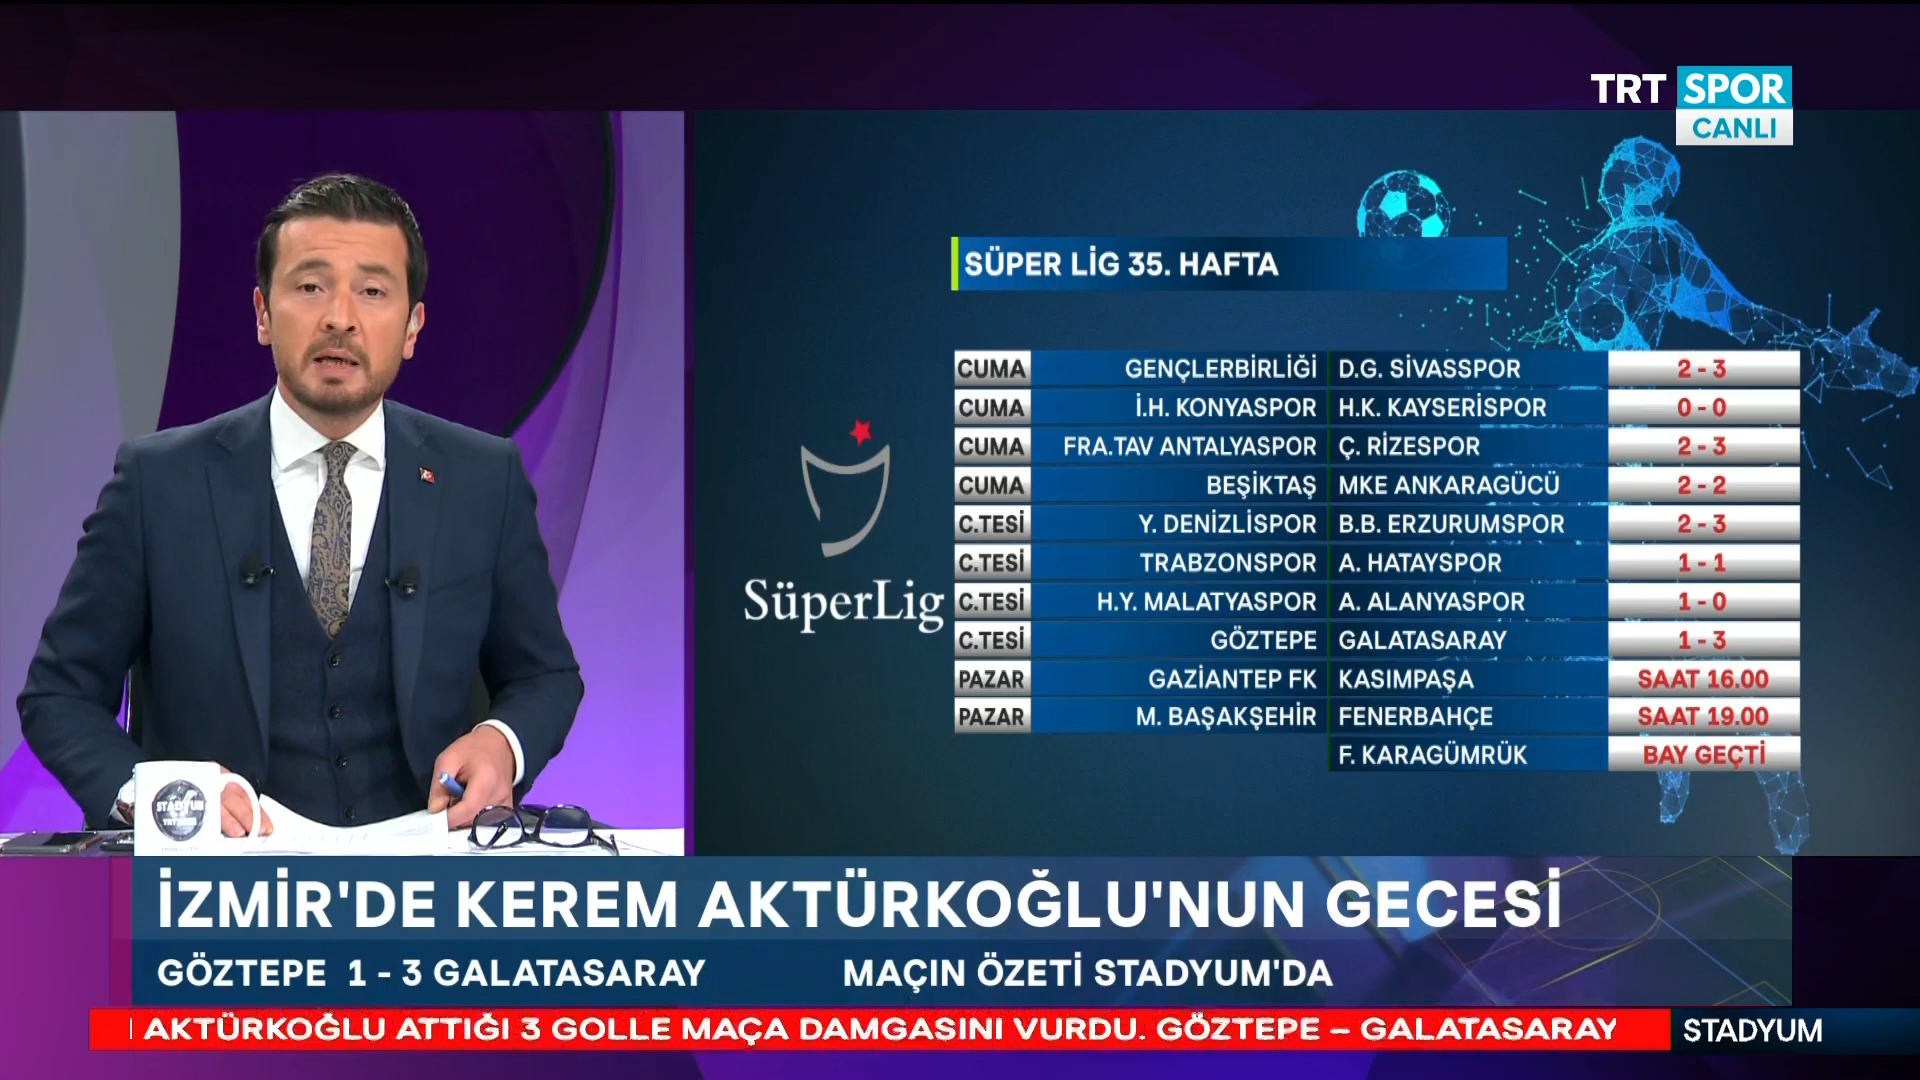 TRT SPOR
CANLI
SÜPER LİG 35. HAFTA
CUMA GENÇLERBİRLİĞİ D.G. SİVASSPOR 2 - 3
CUMA İ.H. KONYASPOR H.K. KAYSERİSPOR 0 - 0
CUMA FRA.TAV ANTALYASPOR Ç. RİZESPOR 2 - 3
CUMA BEŞİKTAŞ MKE ANKARAGÜCÜ 2 - 2
C.TESİ Y. DENİZLİSPOR B.B. ERZURUMSPOR 2 - 3
C.TESİ TRABZONSPOR A. HATAYSPOR 1 - 1
C.TESİ H.Y. MALATYASPOR A. ALANYASPOR 1 - 0
C.TESİ GÖZTEPE GALATASARAY 1 - 3
PAZAR GAZİANTEP FK KASIMPAŞA SAAT 16.00
PAZAR M. BAŞAKŞEHİR FENERBAHÇE SAAT 19.00
F. KARAGÜMRÜK BAY GEÇTİ
SüperLig
STADYUM
TRT
İZMİR'DE KEREM AKTÜRKOĞLU'NUN GECESİ
GÖZTEPE 1 - 3 GALATASARAY MAÇIN ÖZETİ STADYUM'DA
AKTÜRKOĞLU ATTIĞI 3 GOLLE MAÇA DAMGASINI VURDU. GÖZTEPE – GALATASARAY
STADYUM